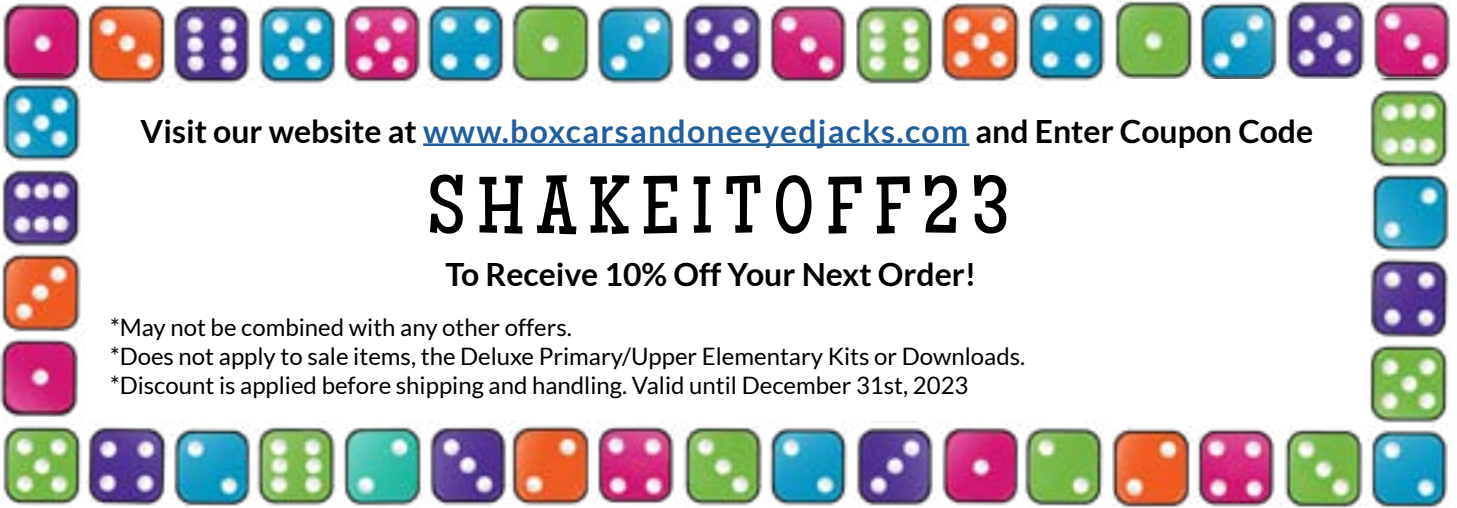 Visit our website at www.boxcarsandoneeyedjacks.com and Enter Coupon Code
SHAKEITOFF23
To Receive 10% Off Your Next Order!
*May not be combined with any other offers.
*Does not apply to sale items, the Deluxe Primary/Upper Elementary Kits or Downloads.
*Discount is applied before shipping and handling. Valid until December 31st, 2023